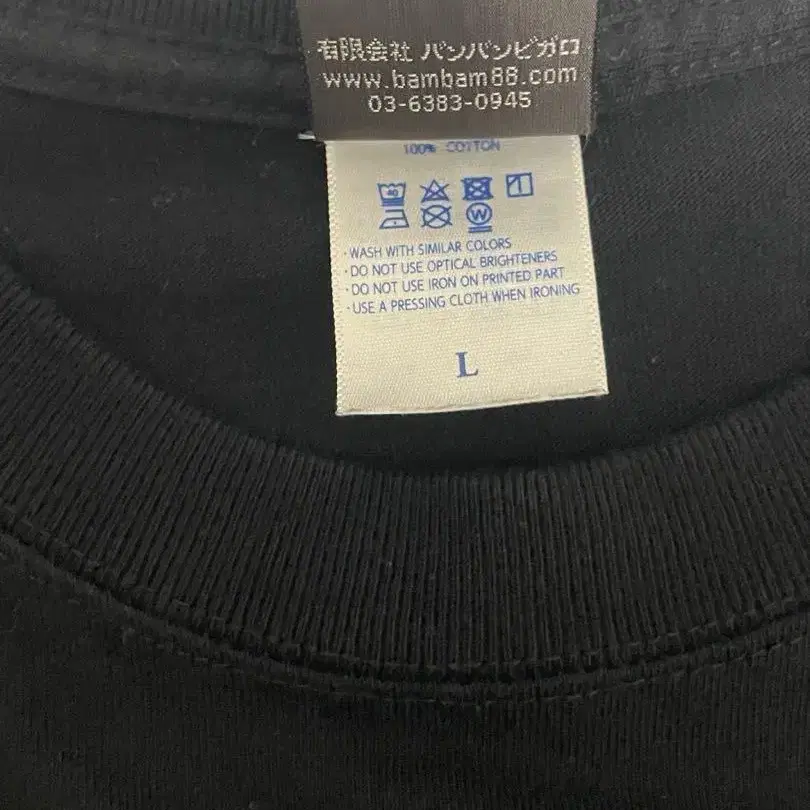 有限会社 バンバンビガロ
www.bambam88.com
03-6383-0945
100% COTTON
40
W
· WASH WITH SIMILAR COLORS
· DO NOT USE OPTICAL BRIGHTENERS
· DO NOT USE IRON ON PRINTED PART
· USE A PRESSING CLOTH WHEN IRONING
L